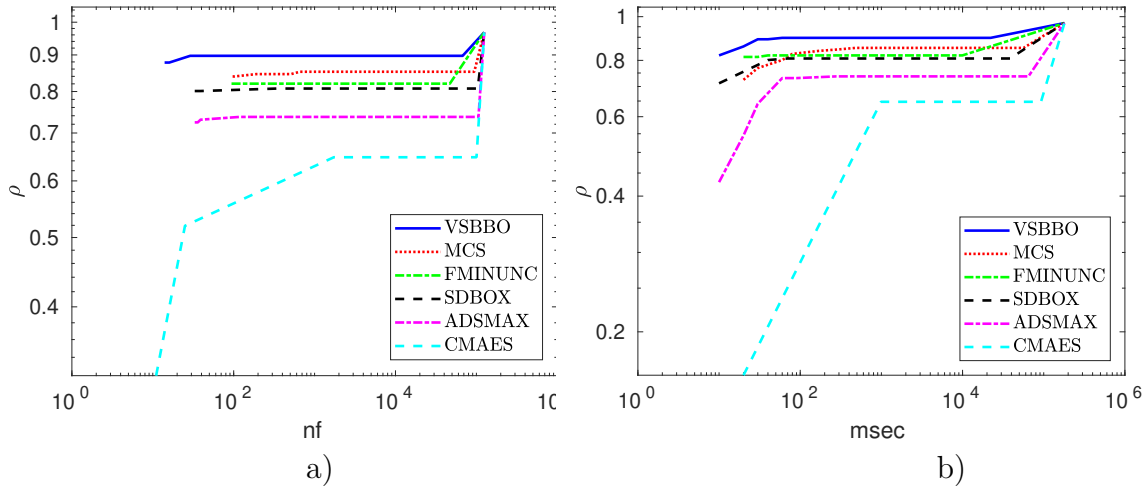 1
0.9
0.8
0.7
0.6
0.5
0.4
ρ
10^0
10^2
10^4
nf
VSBBO
MCS
FMINUNC
SDBOX
ADSMAX
CMAES
a)
1
0.8
0.6
0.4
0.2
ρ
10^0
10^2
10^4
10^6
msec
VSBBO
MCS
FMINUNC
SDBOX
ADSMAX
CMAES
b)